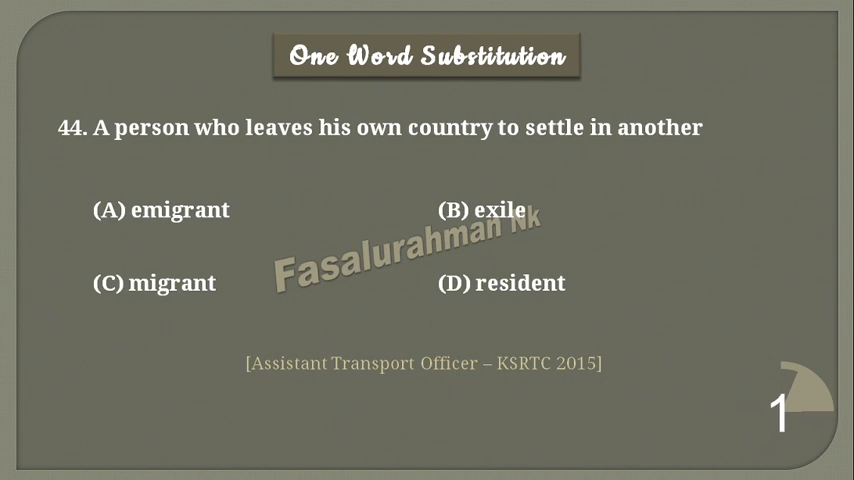 One Word Substitution
44. A person who leaves his own country to settle in another
(A) emigrant
(B) exile
Fasalurahman Nk
(C) migrant
(D) resident
[Assistant Transport Officer – KSRTC 2015]
1